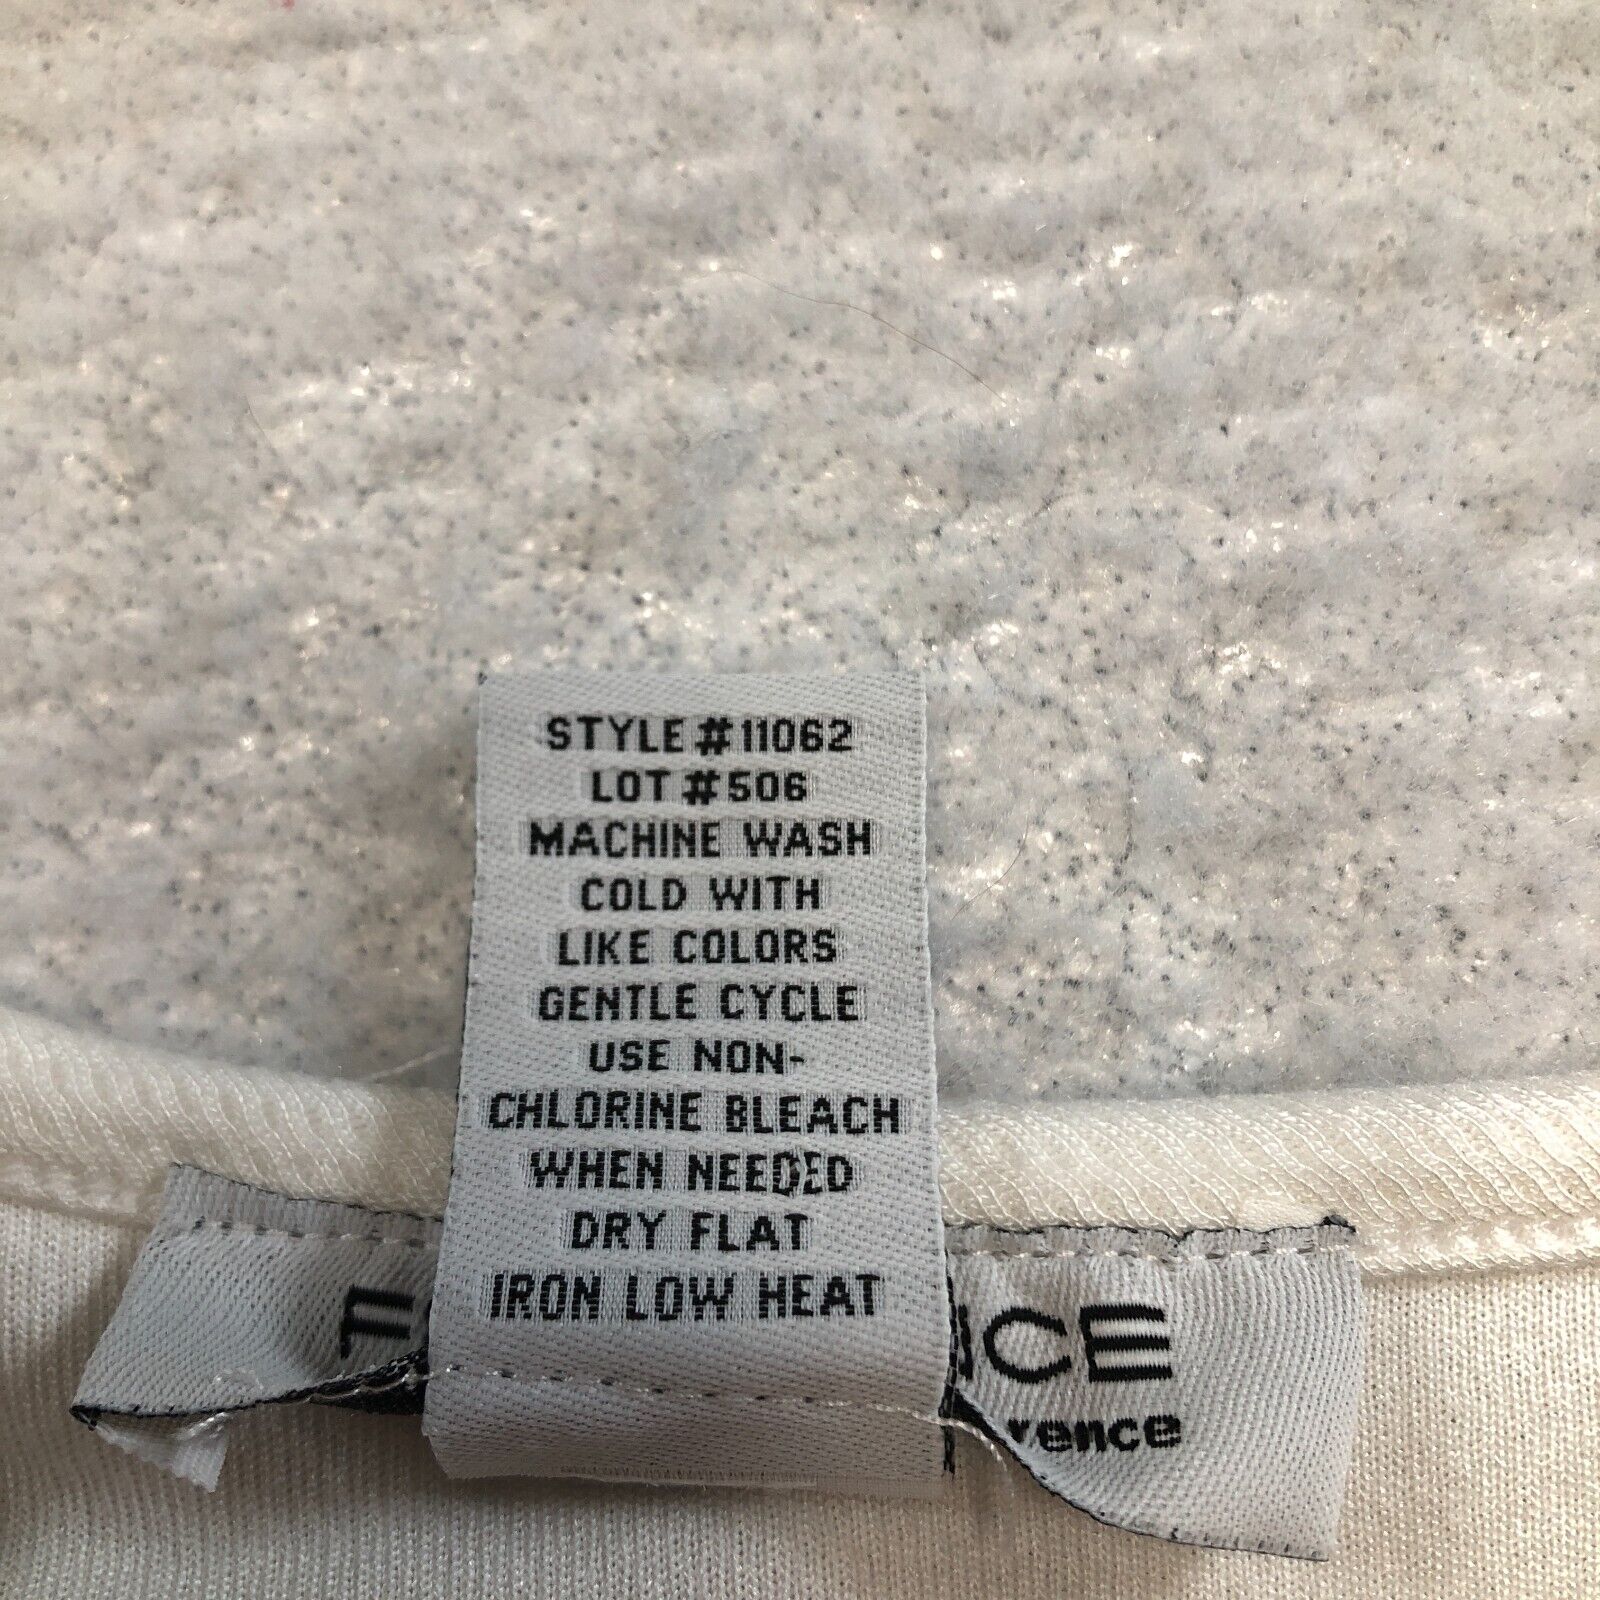 STYLE #11062
LOT #506
MACHINE WASH
COLD WITH
LIKE COLORS
GENTLE CYCLE
USE NON-
CHLORINE BLEACH
WHEN NEEDED
DRY FLAT
IRON LOW HEAT